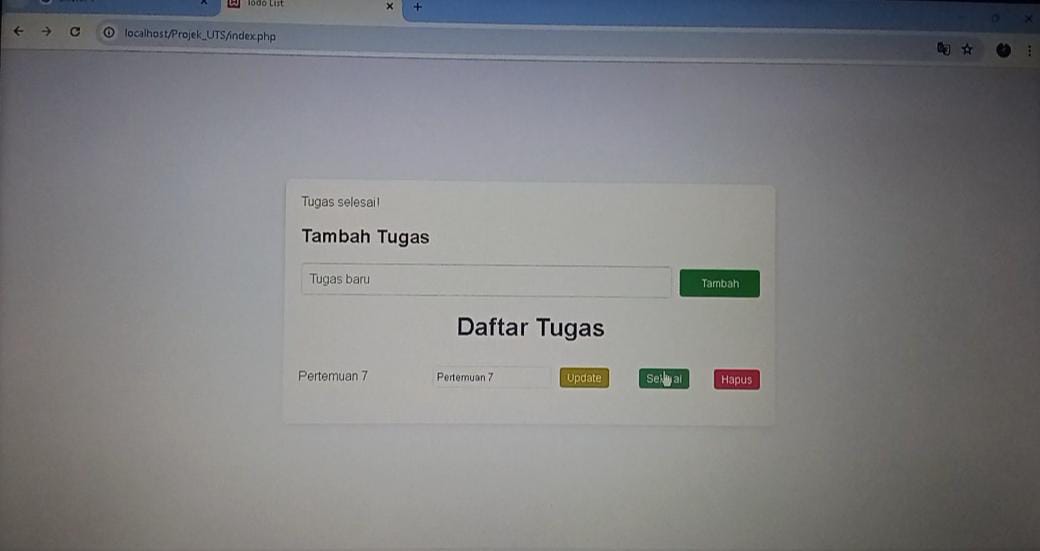 Todo List
localhost/Projek_UTS/index.php
Tugas selesai!
Tambah Tugas
Tugas baru
Tambah
Daftar Tugas
Pertemuan 7
Pertemuan 7
Update
Selesai
Hapus